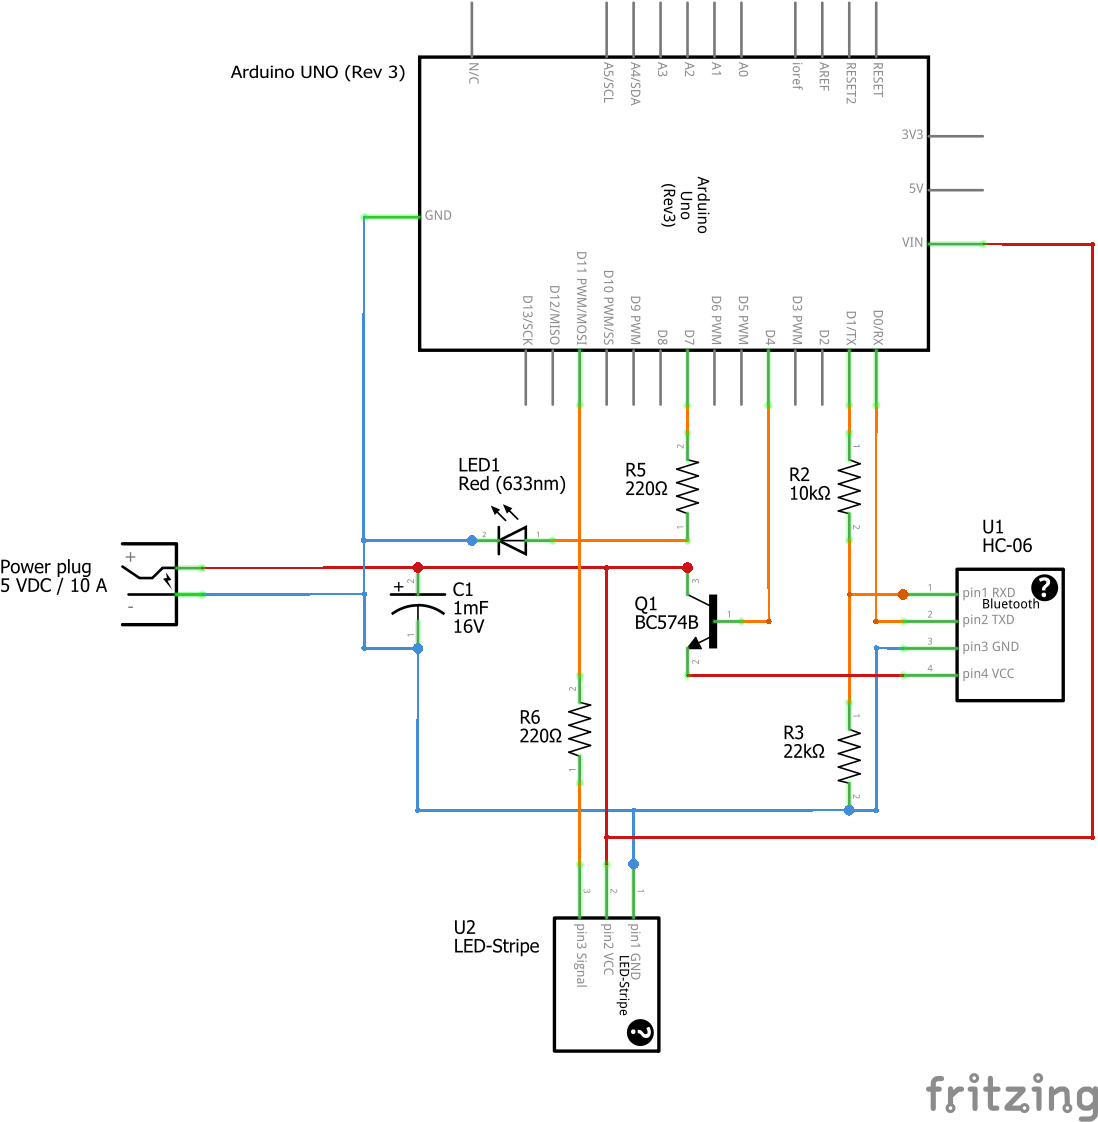 N/C
A5/SCL
A4/SDA
A3
A2
A1
A0
ioref
AREF
RESET2
RESET
Arduino UNO (Rev 3)
3V3
5V
VIN
GND
Arduino
Uno
(Rev3)
D13/SCK
D12/MISO
D11 PWM/MOSI
D10 PWM/SS
D9 PWM
D8
D7
D6 PWM
D5 PWM
D4
D3 PWM
D2
D1/TX
D0/RX
LED1
Red (633nm)
2
1
R5
220Ω
2
1
R2
10kΩ
1
2
Power plug
5 VDC / 10 A
+
-
C1
1mF
16V
+
2
1
Q1
BC574B
3
1
2
U1
HC-06
1
2
3
4
pin1 RXD
Bluetooth
pin2 TXD
pin3 GND
pin4 VCC
?
R6
220Ω
2
1
R3
22kΩ
1
2
U2
LED-Stripe
3
2
1
pin3 Signal
pin2 VCC
pin1 GND
LED-Stripe
?
fritzing